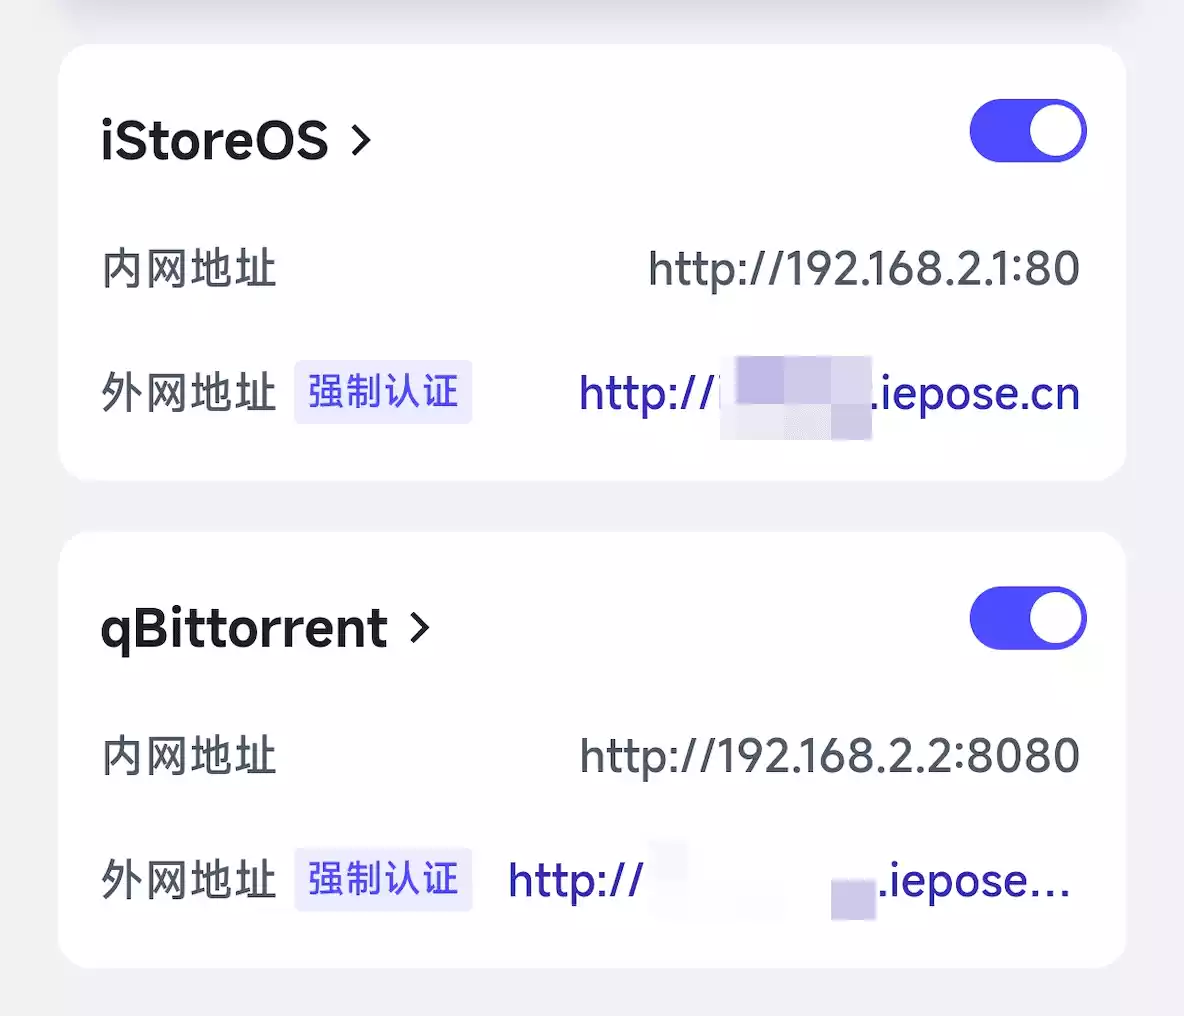 iStoreOS >
内网地址 http://192.168.2.1:80
外网地址 强制认证 http:// .iepose.cn
qBittorrent >
内网地址 http://192.168.2.2:8080
外网地址 强制认证 http:// .iepose...